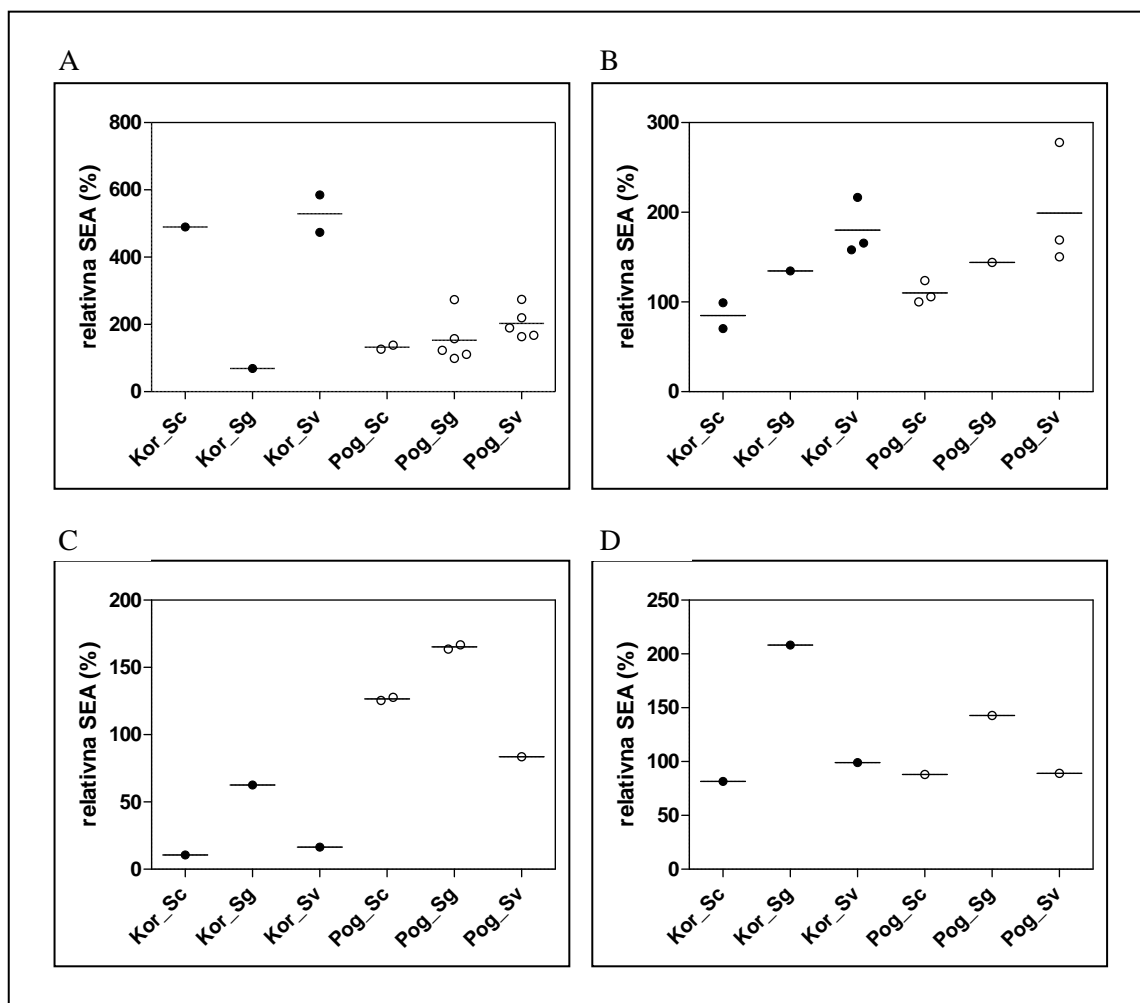 A
relativna SEA (%)
800
600
400
200
0
Kor_Sc
Kor_Sg
Kor_Sv
Pog_Sc
Pog_Sg
Pog_Sv
B
relativna SEA (%)
300
200
100
0
Kor_Sc
Kor_Sg
Kor_Sv
Pog_Sc
Pog_Sg
Pog_Sv
C
relativna SEA (%)
200
150
100
50
0
Kor_Sc
Kor_Sg
Kor_Sv
Pog_Sc
Pog_Sg
Pog_Sv
D
relativna SEA (%)
250
200
150
100
50
0
Kor_Sc
Kor_Sg
Kor_Sv
Pog_Sc
Pog_Sg
Pog_Sv